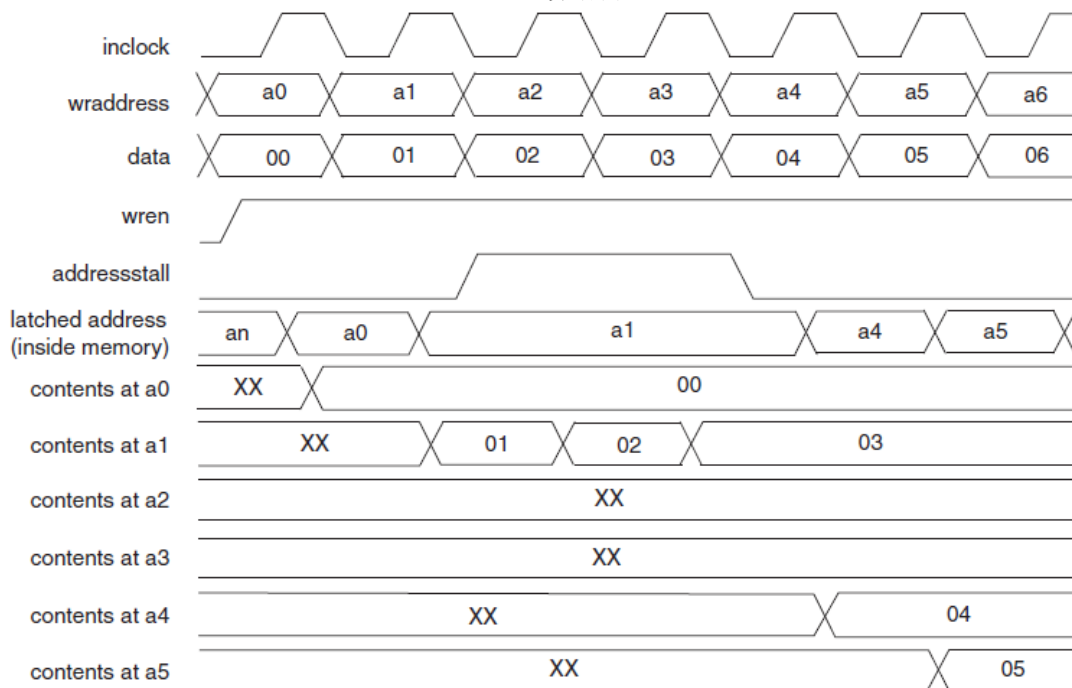 inclock
wraddress a0 a1 a2 a3 a4 a5 a6
data 00 01 02 03 04 05 06
wren
addressstall
latched address
(inside memory) an a0 a1 a4 a5
contents at a0 XX 00
contents at a1 XX 01 02 03
contents at a2 XX
contents at a3 XX
contents at a4 XX 04
contents at a5 XX 05